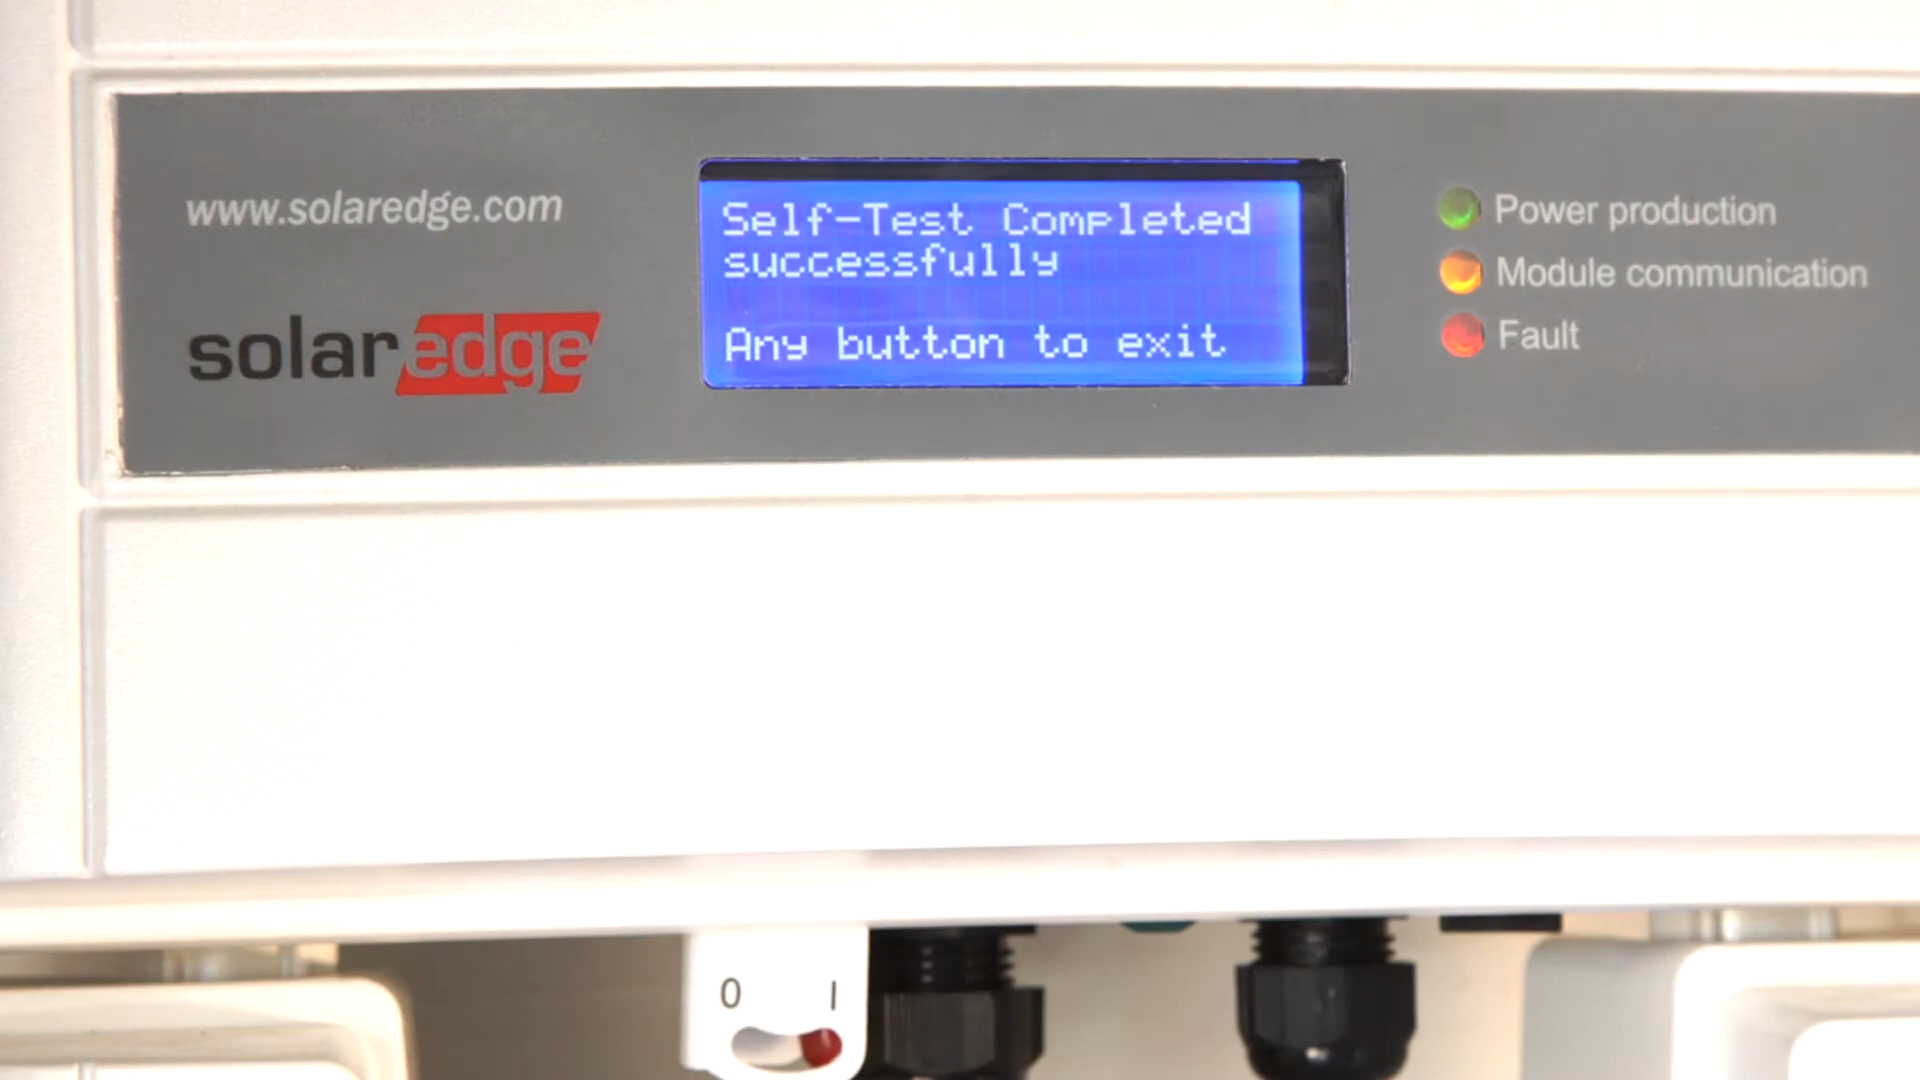 www.solaredge.com
solaredge
Self-Test Completed
successfully
Any button to exit
Power production
Module communication
Fault
0 I